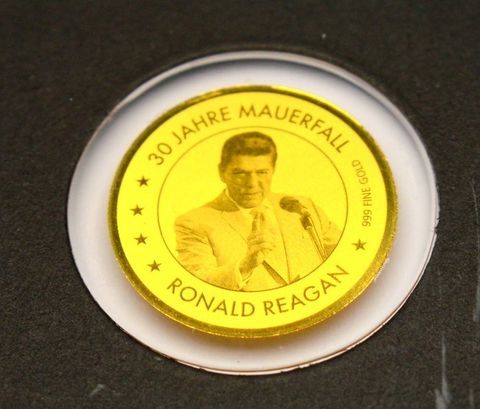 30 JAHRE MAUERFALL
999 FINE GOLD
RONALD REAGAN